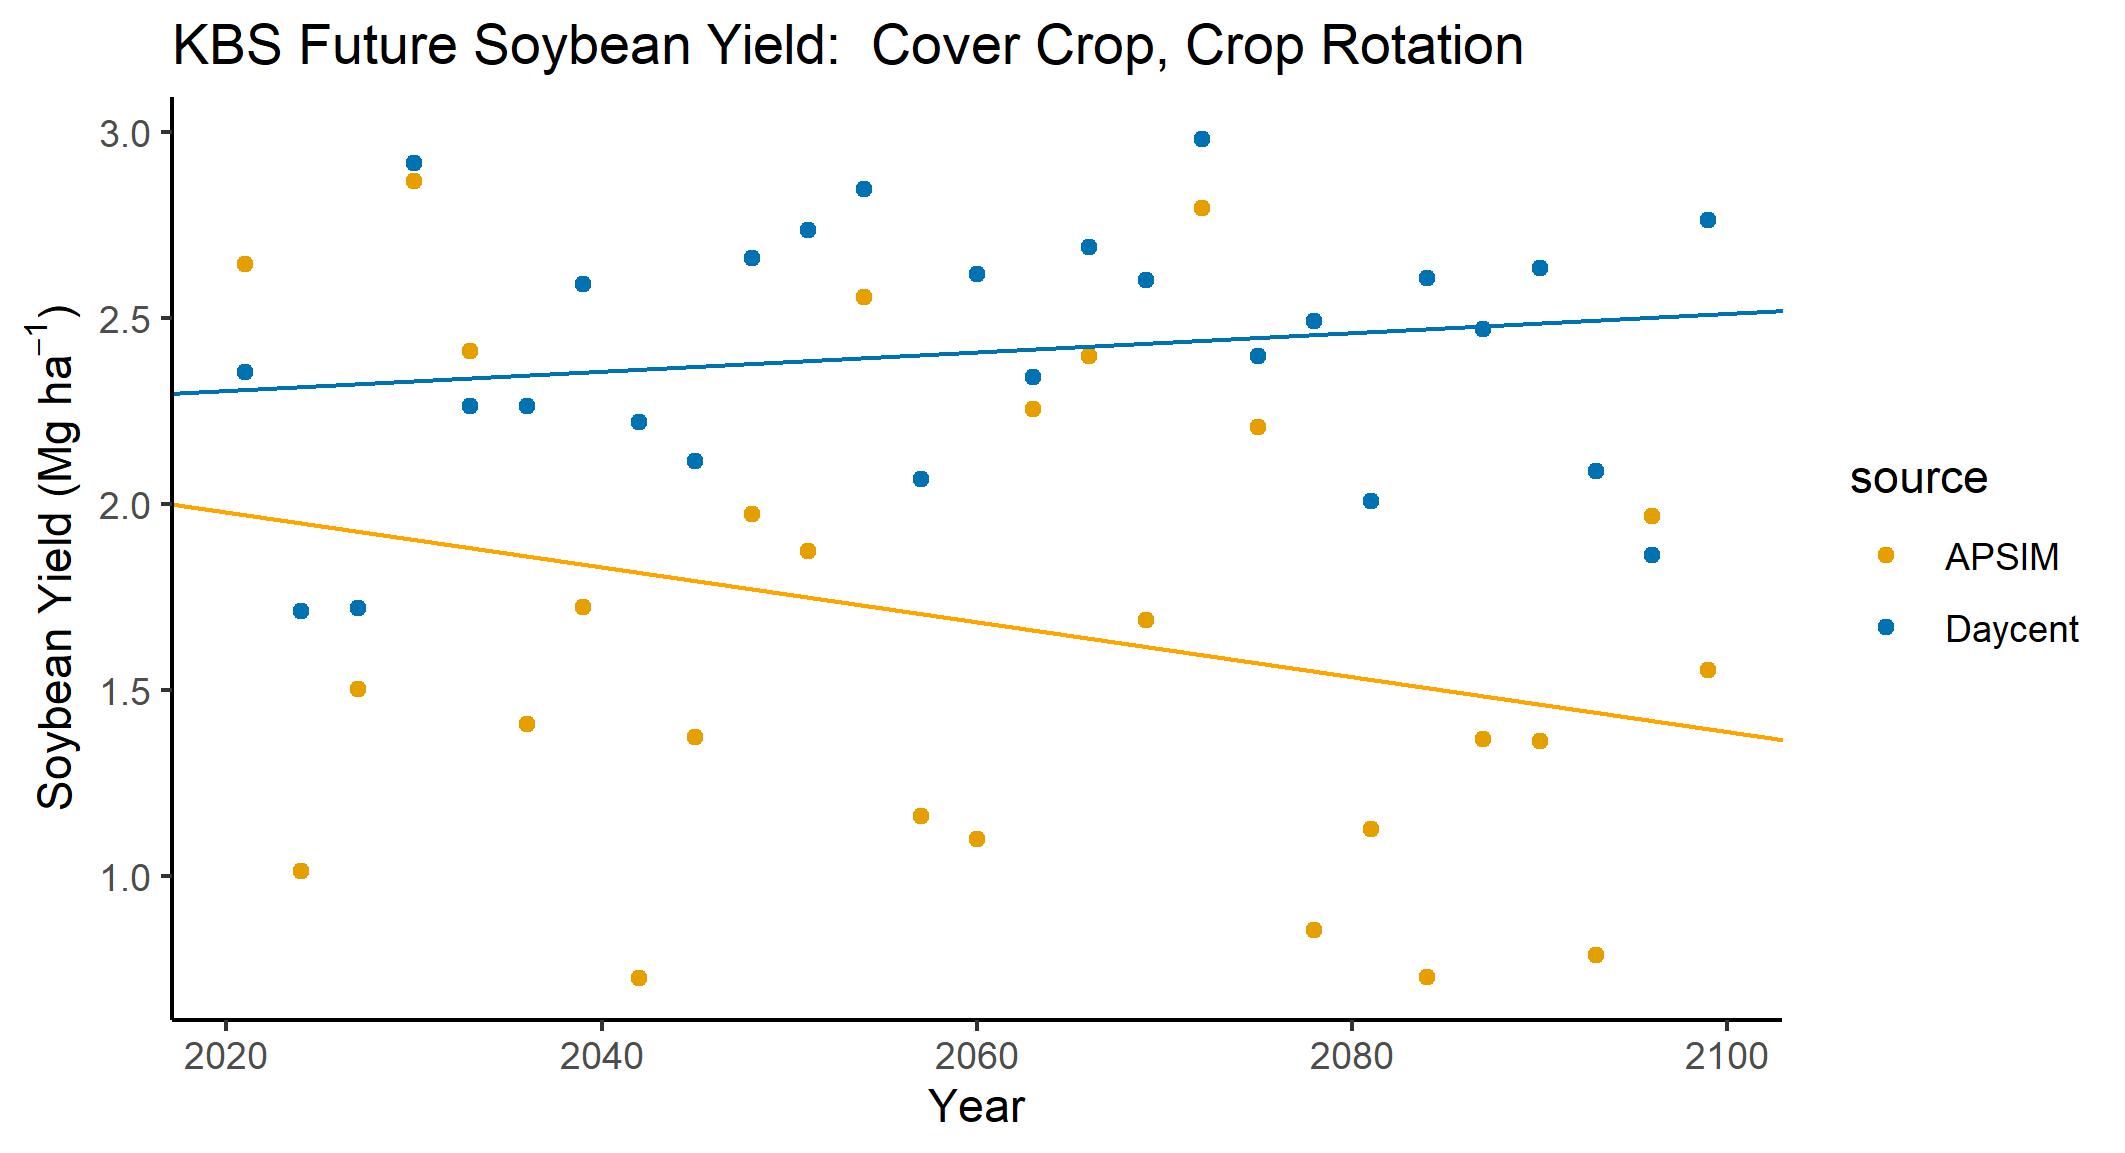 KBS Future Soybean Yield:  Cover Crop, Crop Rotation
Soybean Yield (Mg ha⁻¹)
3.0
2.5
2.0
1.5
1.0
2020 2040 2060 2080 2100
Year
source
APSIM
Daycent